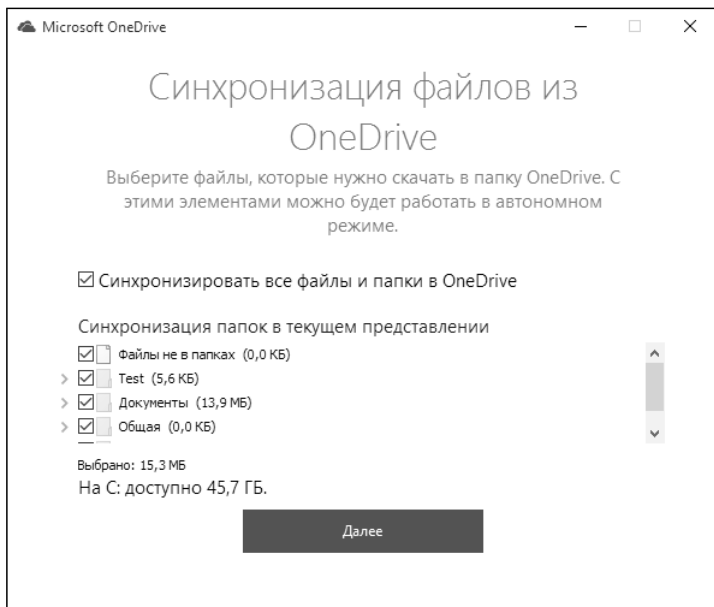 Microsoft OneDrive
Синхронизация файлов из
OneDrive
Выберите файлы, которые нужно скачать в папку OneDrive. С
этими элементами можно будет работать в автономном
режиме.
Синхронизировать все файлы и папки в OneDrive
Синхронизация папок в текущем представлении
Файлы не в папках (0,0 КБ)
Test (5,6 КБ)
Документы (13,9 МБ)
Общая (0,0 КБ)
Выбрано: 15,3 МБ
На C: доступно 45,7 ГБ.
Далее